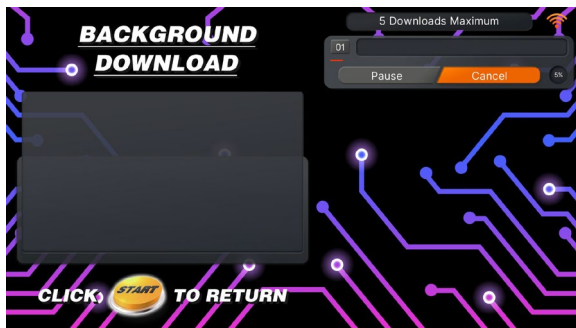 BACKGROUND
DOWNLOAD
5 Downloads Maximum
01
Pause
Cancel
5%
CLICK START TO RETURN